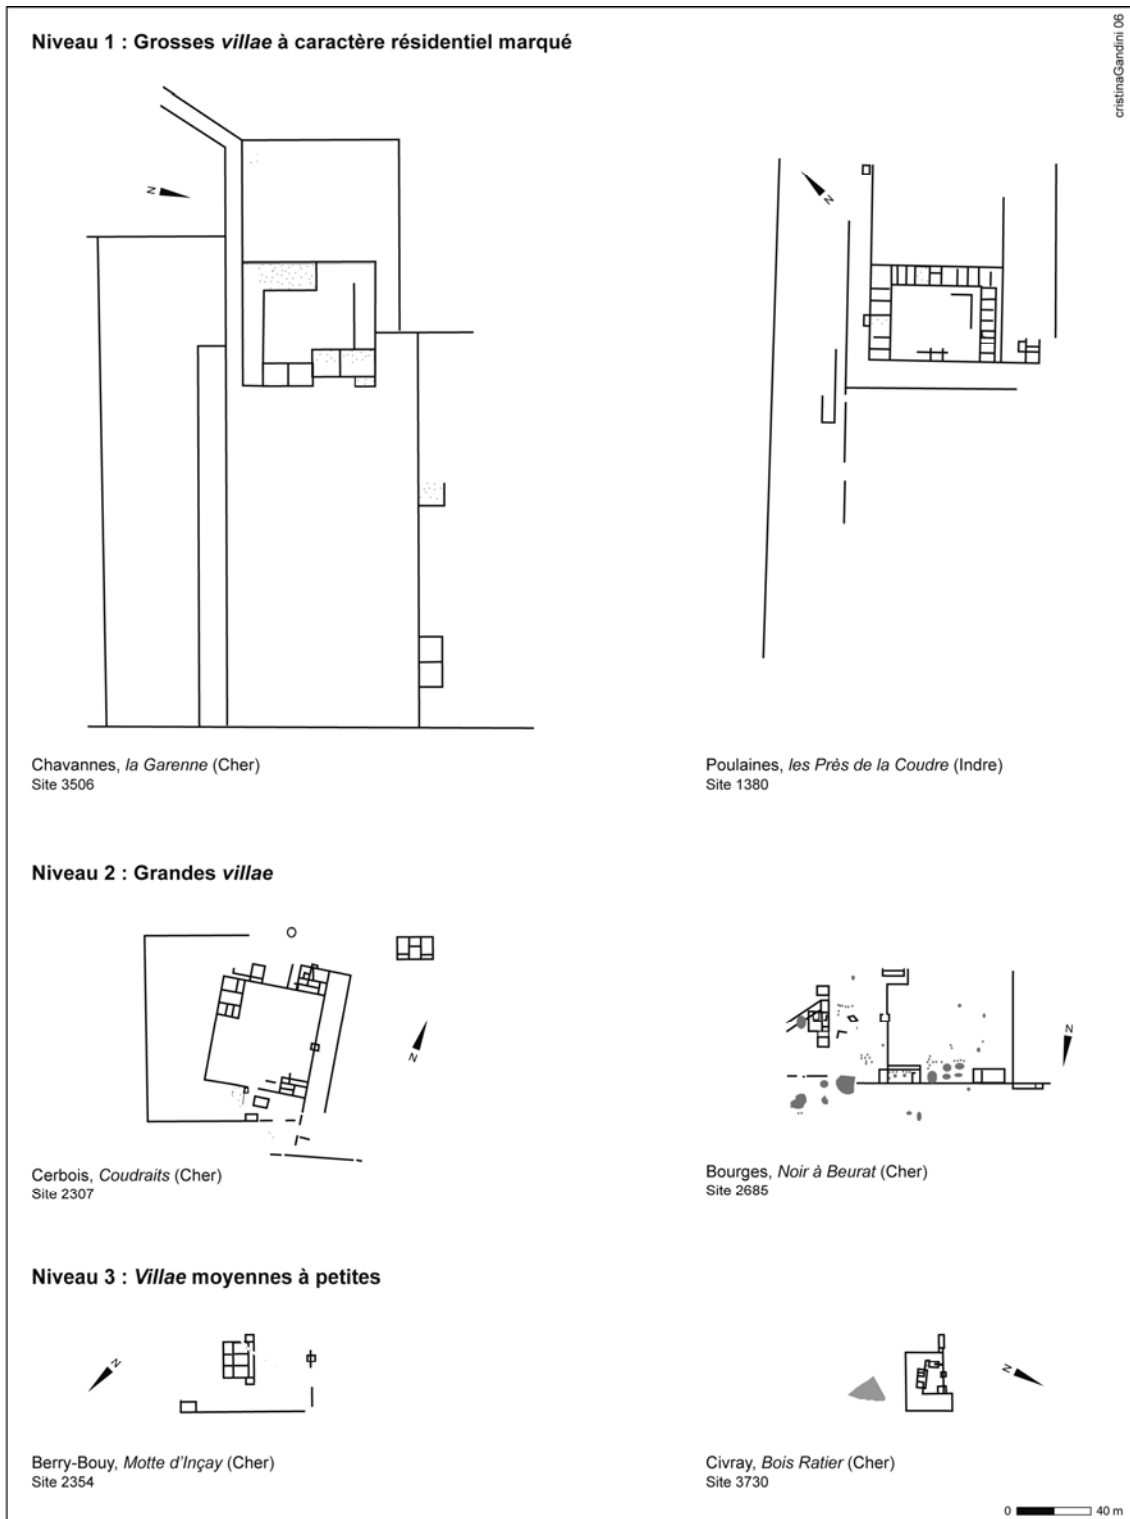 cristinaGandini 06
Niveau 1 : Grosses villae à caractère résidentiel marqué
N
N
Chavannes, la Garenne (Cher)
Site 3506
Poulaines, les Près de la Coudre (Indre)
Site 1380
Niveau 2 : Grandes villae
N
N
Cerbois, Coudraits (Cher)
Site 2307
Bourges, Noir à Beurat (Cher)
Site 2685
Niveau 3 : Villae moyennes à petites
N
N
Berry-Bouy, Motte d'Inçay (Cher)
Site 2354
Civray, Bois Ratier (Cher)
Site 3730
0 40 m